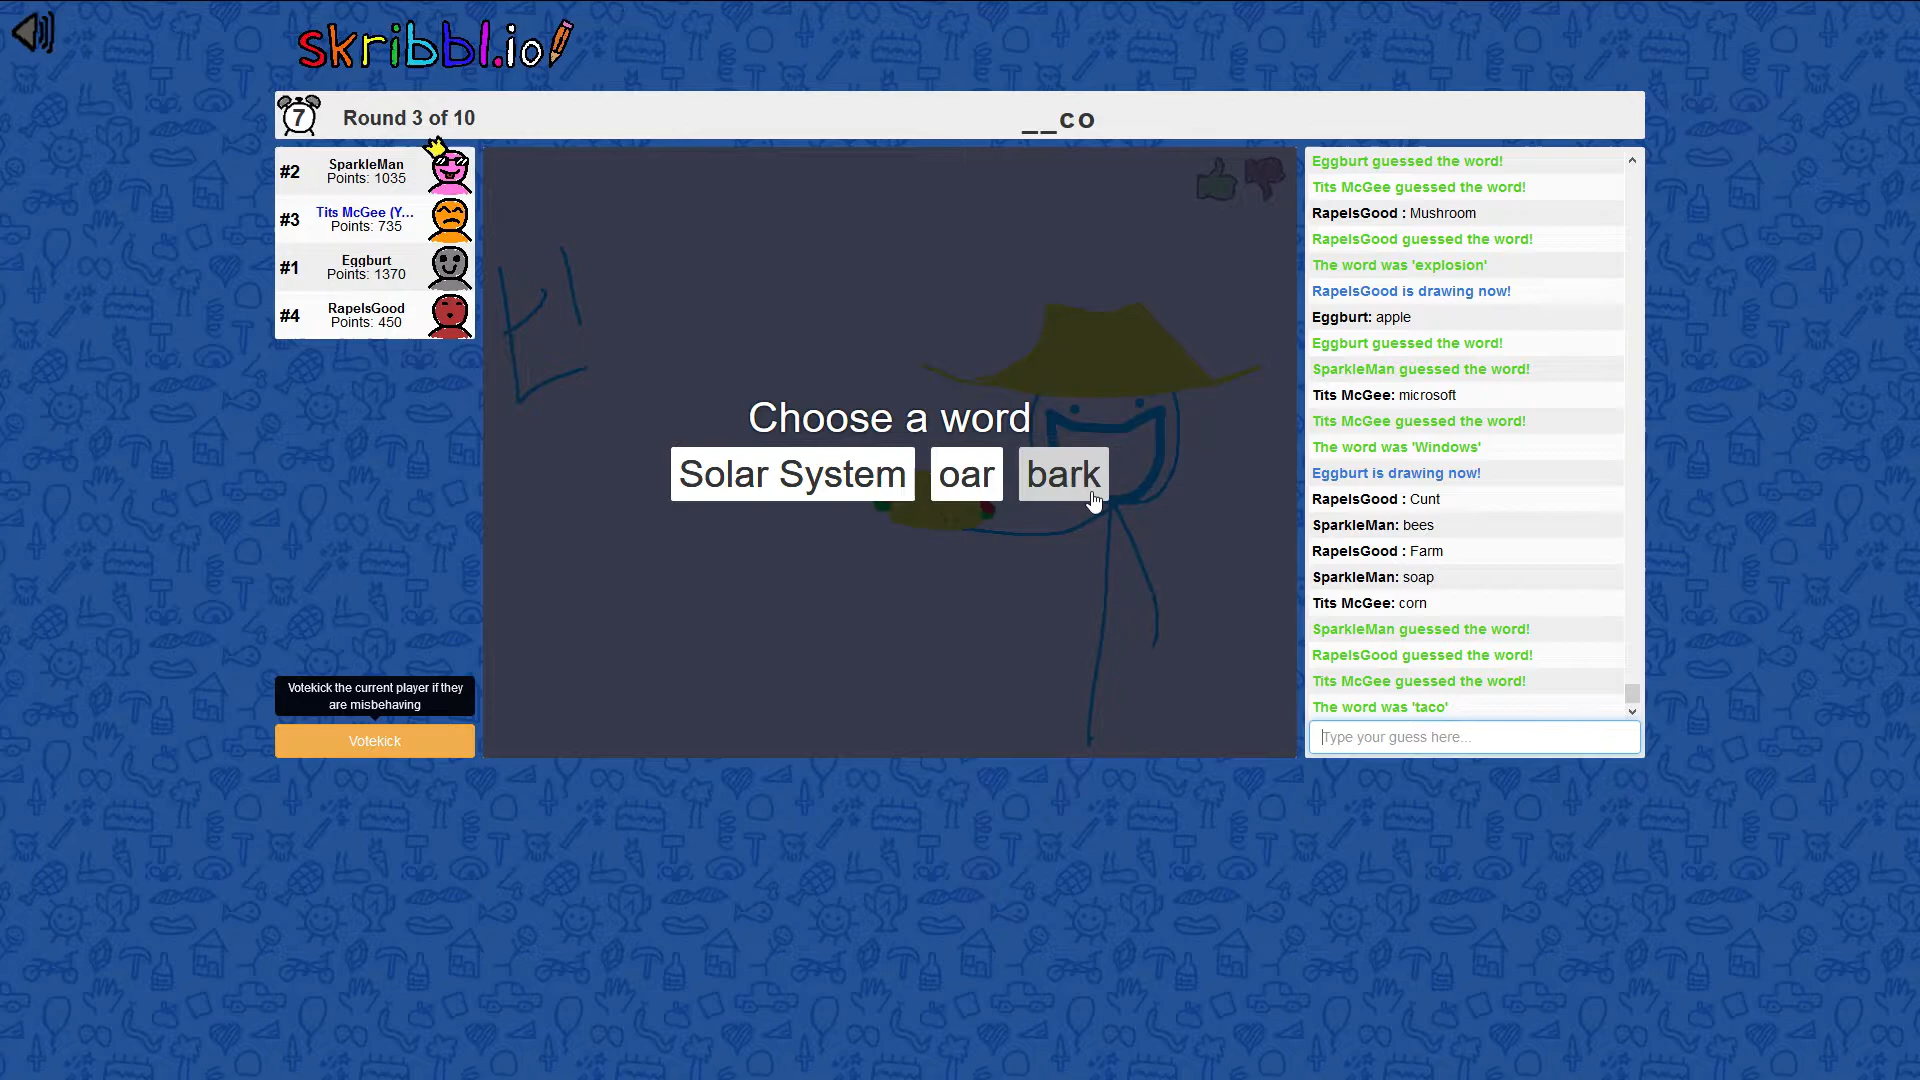 skribbl.io
7
Round 3 of 10
__co
#2
SparkleMan
Points: 1035
#3
Tits McGee (Y...
Points: 735
#1
Eggburt
Points: 1370
#4
RapeIsGood
Points: 450
Votekick the current player if they
are misbehaving
Votekick
Choose a word
Solar System
oar
bark
Eggburt guessed the word!
Tits McGee guessed the word!
RapeIsGood : Mushroom
RapeIsGood guessed the word!
The word was 'explosion'
RapeIsGood is drawing now!
Eggburt: apple
Eggburt guessed the word!
SparkleMan guessed the word!
Tits McGee: microsoft
Tits McGee guessed the word!
The word was 'Windows'
Eggburt is drawing now!
RapeIsGood : Cunt
SparkleMan: bees
RapeIsGood : Farm
SparkleMan: soap
Tits McGee: corn
SparkleMan guessed the word!
RapeIsGood guessed the word!
Tits McGee guessed the word!
The word was 'taco'
Type your guess here...